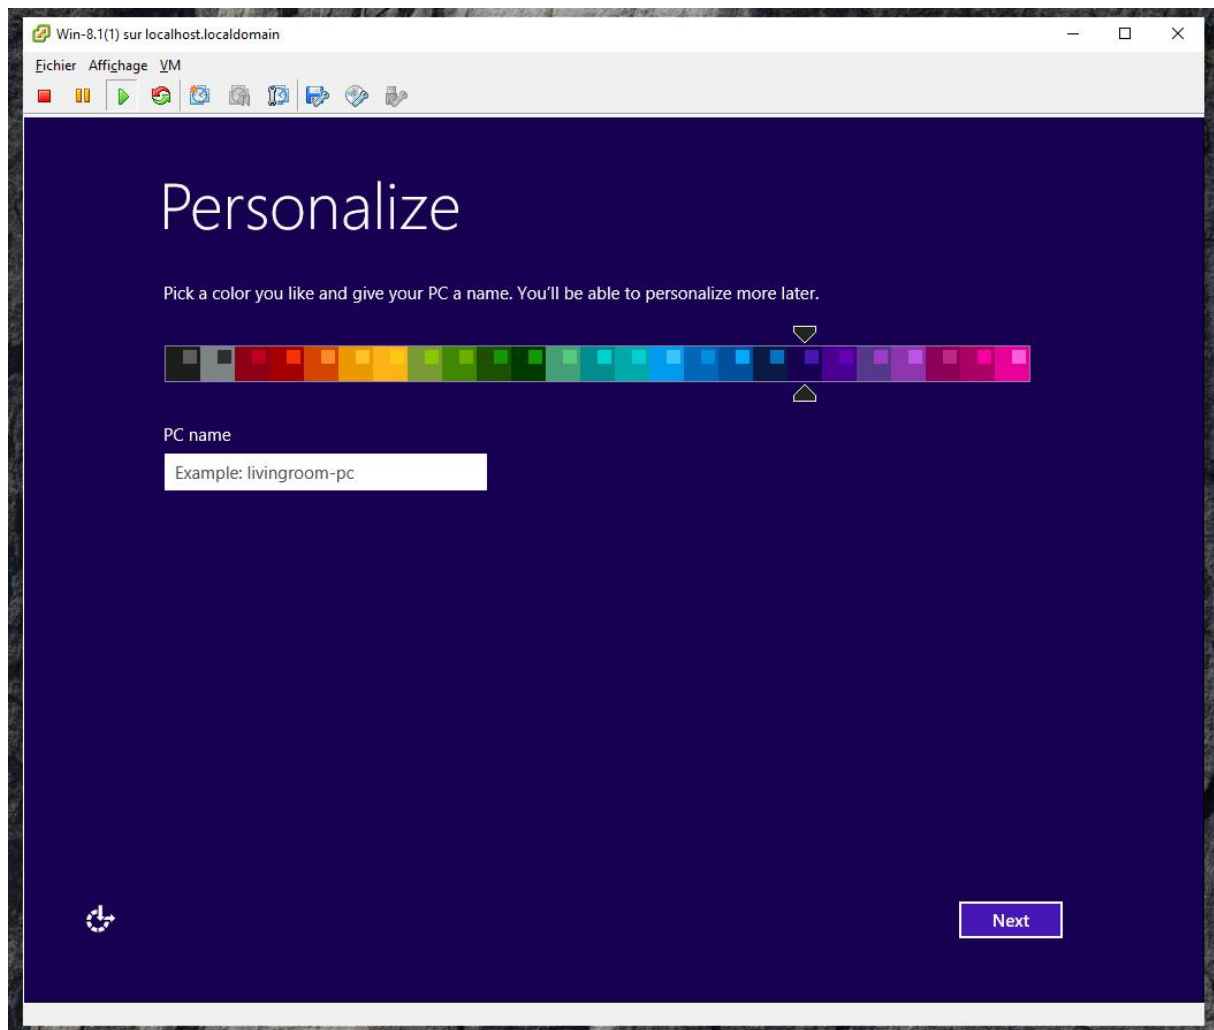 Win-8.1(1) sur localhost.localdomain
Fichier Affichage VM
Personalize
Pick a color you like and give your PC a name. You'll be able to personalize more later.
PC name
Example: livingroom-pc
Next